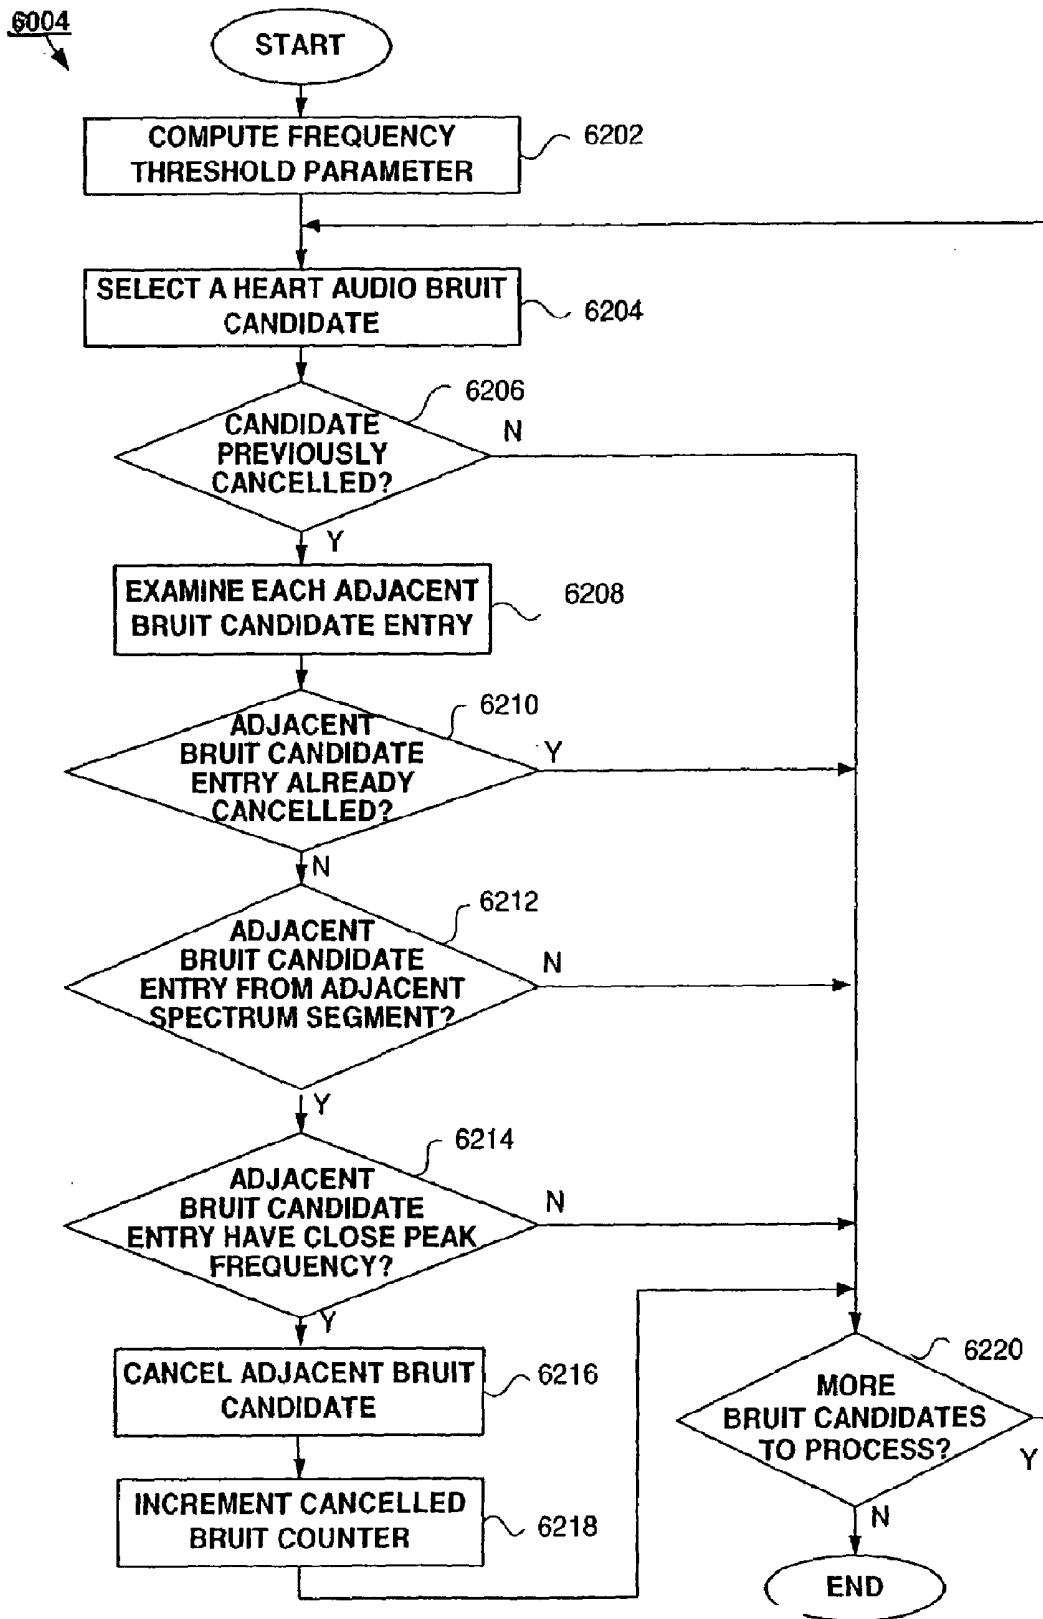 6004
START
COMPUTE FREQUENCY
THRESHOLD PARAMETER
6202
SELECT A HEART AUDIO BRUIT
CANDIDATE
6204
6206
CANDIDATE
PREVIOUSLY
CANCELLED?
N
Y
EXAMINE EACH ADJACENT
BRUIT CANDIDATE ENTRY
6208
6210
ADJACENT
BRUIT CANDIDATE
ENTRY ALREADY
CANCELLED?
Y
N
6212
ADJACENT
BRUIT CANDIDATE
ENTRY FROM ADJACENT
SPECTRUM SEGMENT?
N
Y
6214
ADJACENT
BRUIT CANDIDATE
ENTRY HAVE CLOSE PEAK
FREQUENCY?
N
Y
CANCEL ADJACENT BRUIT
CANDIDATE
6216
INCREMENT CANCELLED
BRUIT COUNTER
6218
6220
MORE
BRUIT CANDIDATES
TO PROCESS?
Y
N
END